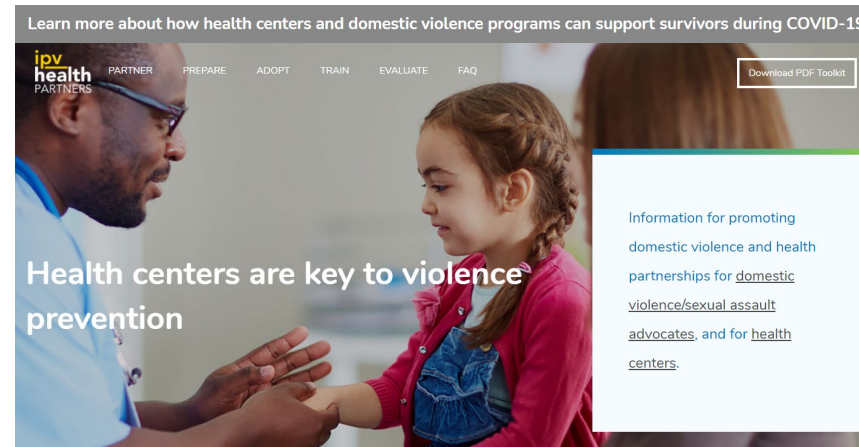 Learn more about how health centers and domestic violence programs can support survivors during COVID-19
ipv
health
PARTNERS
PARTNER PREPARE ADOPT TRAIN EVALUATE FAQ
Download PDF Toolkit
Health centers are key to violence
prevention
Information for promoting
domestic violence and health
partnerships for domestic
violence/sexual assault
advocates, and for health
centers.